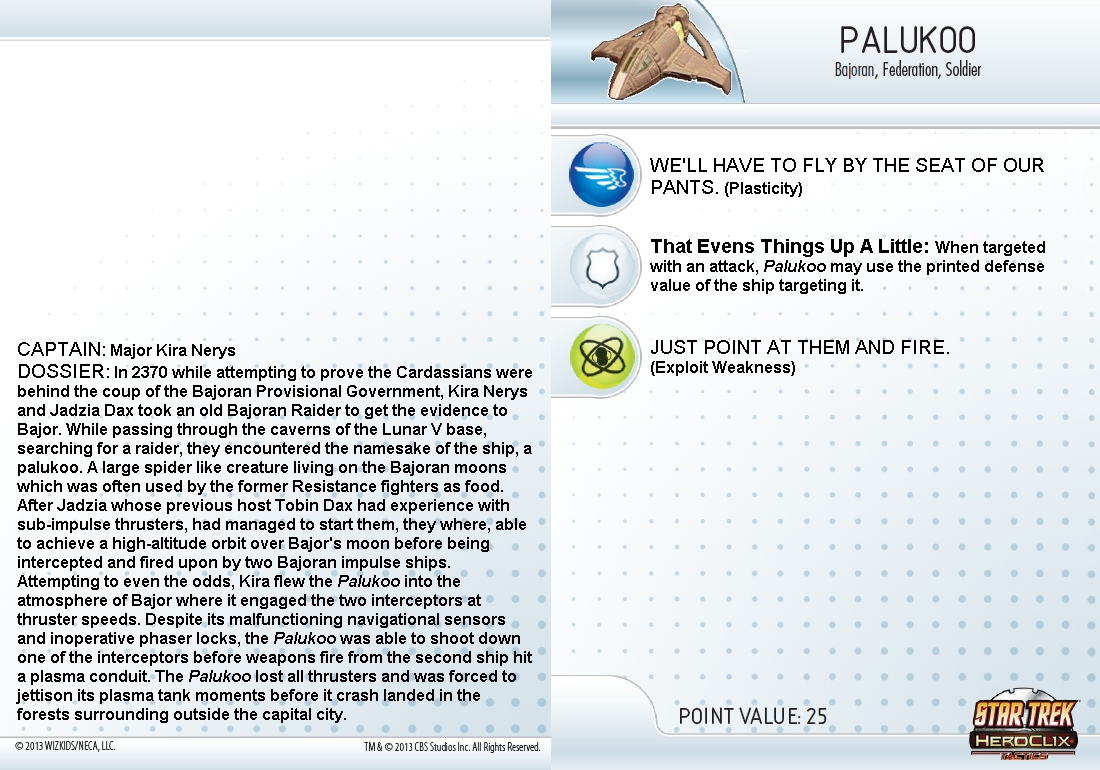 CAPTAIN: Major Kira Nerys
DOSSIER: In 2370 while attempting to prove the Cardassians were
behind the coup of the Bajoran Provisional Government, Kira Nerys
and Jadzia Dax took an old Bajoran Raider to get the evidence to
Bajor. While passing through the caverns of the Lunar V base,
searching for a raider, they encountered the namesake of the ship, a
palukoo. A large spider like creature living on the Bajoran moons
which was often used by the former Resistance fighters as food.
After Jadzia whose previous host Tobin Dax had experience with
sub-impulse thrusters, had managed to start them, they where, able
to achieve a high-altitude orbit over Bajor's moon before being
intercepted and fired upon by two Bajoran impulse ships.
Attempting to even the odds, Kira flew the Palukoo into the
atmosphere of Bajor where it engaged the two interceptors at
thruster speeds. Despite its malfunctioning navigational sensors
and inoperative phaser locks, the Palukoo was able to shoot down
one of the interceptors before weapons fire from the second ship hit
a plasma conduit. The Palukoo lost all thrusters and was forced to
jettison its plasma tank moments before it crash landed in the
forests surrounding outside the capital city.
© 2013 WIZKIDS/NECA, LLC.
TM & © 2013 CBS Studios Inc. All Rights Reserved.
PALUKOO
Bajoran, Federation, Soldier
WE'LL HAVE TO FLY BY THE SEAT OF OUR
PANTS. (Plasticity)
That Evens Things Up A Little: When targeted
with an attack, Palukoo may use the printed defense
value of the ship targeting it.
JUST POINT AT THEM AND FIRE.
(Exploit Weakness)
POINT VALUE: 25
STAR TREK
HEROCLIX
TACTICS